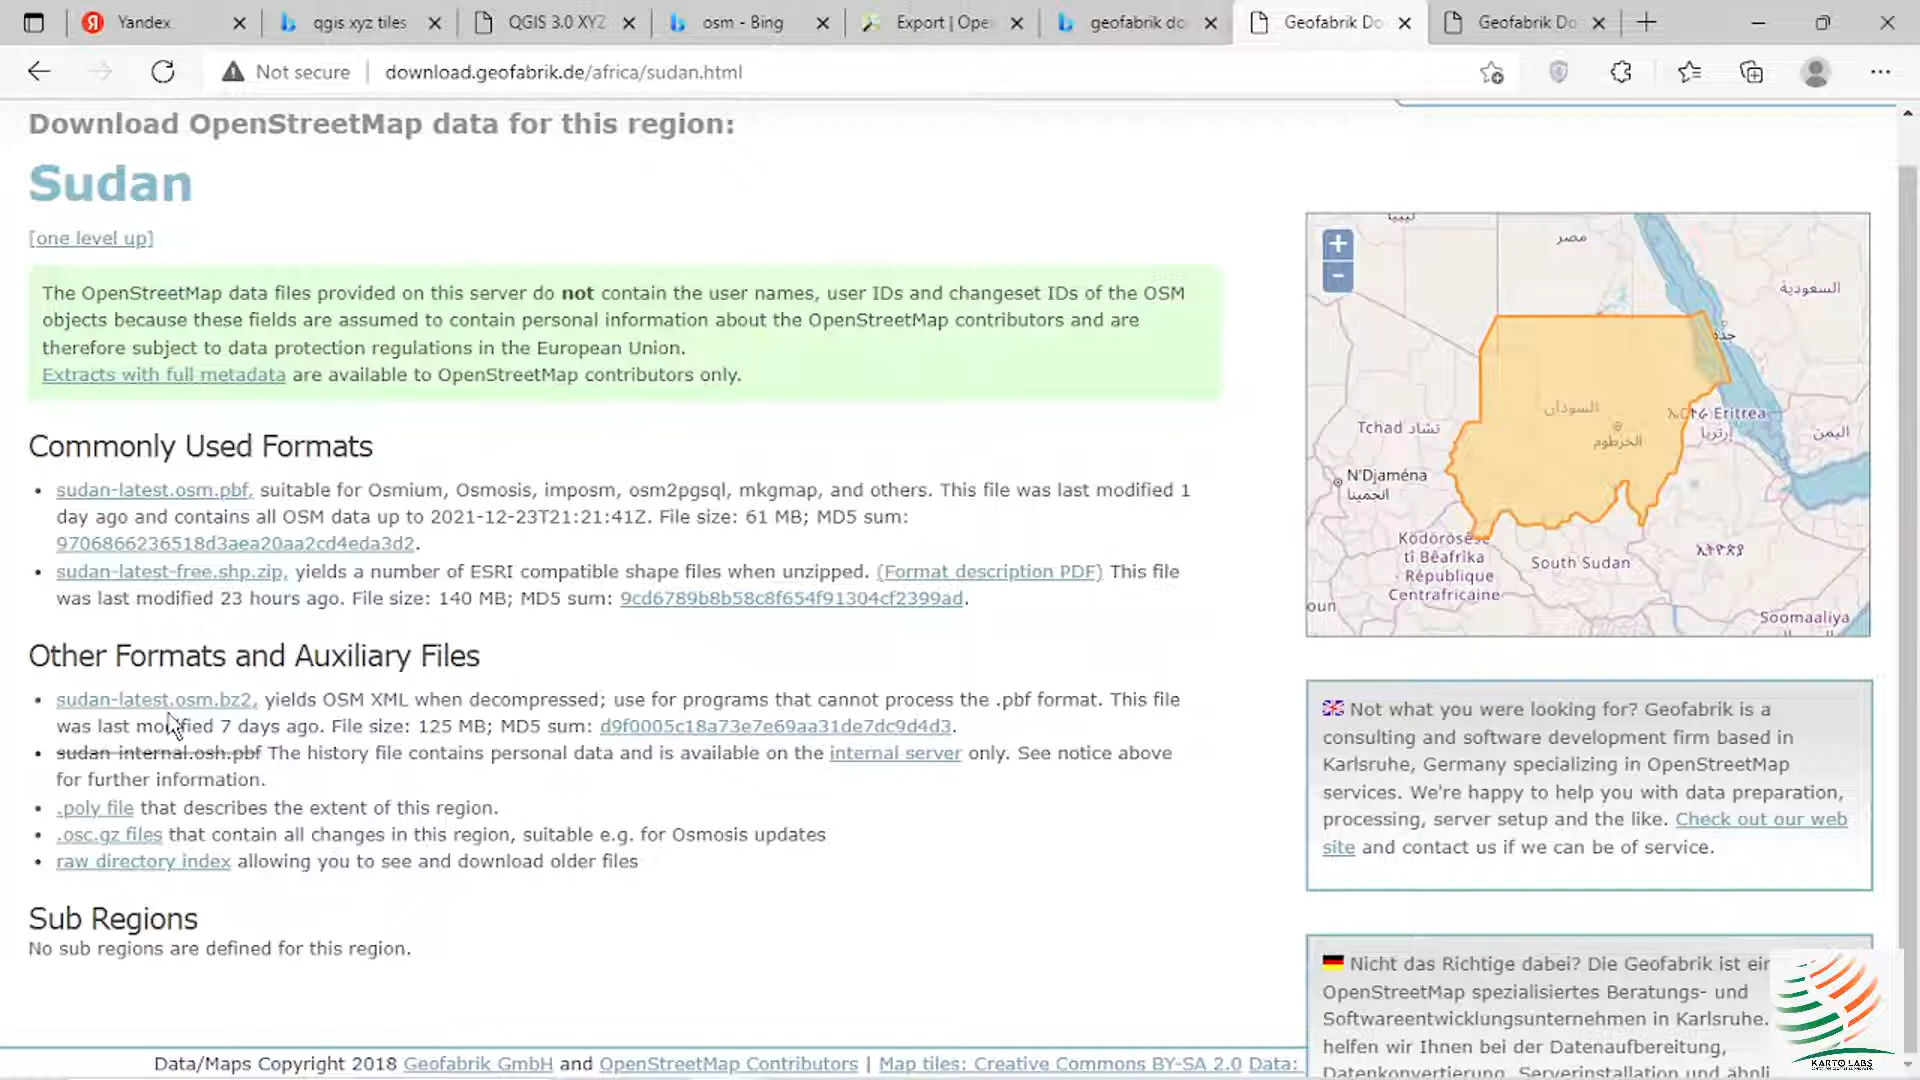 Yandex
qgis xyz tiles
QGIS 3.0 XYZ
osm - Bing
Export | Ope
geofabrik do
Geofabrik Do
Geofabrik Do
Not secure
download.geofabrik.de/africa/sudan.html
Download OpenStreetMap data for this region:
Sudan
[one level up]
The OpenStreetMap data files provided on this server do not contain the user names, user IDs and changeset IDs of the OSM
objects because these fields are assumed to contain personal information about the OpenStreetMap contributors and are
therefore subject to data protection regulations in the European Union.
Extracts with full metadata are available to OpenStreetMap contributors only.
Commonly Used Formats
• sudan-latest.osm.pbf, suitable for Osmium, Osmosis, imposm, osm2pgsql, mkgmap, and others. This file was last modified 1
day ago and contains all OSM data up to 2021-12-23T21:21:41Z. File size: 61 MB; MD5 sum:
9706866236518d3aea20aa2cd4eda3d2.
• sudan-latest-free.shp.zip, yields a number of ESRI compatible shape files when unzipped. (Format description PDF) This file
was last modified 23 hours ago. File size: 140 MB; MD5 sum: 9cd6789b8b58c8f654f91304cf2399ad.
Other Formats and Auxiliary Files
• sudan-latest.osm.bz2, yields OSM XML when decompressed; use for programs that cannot process the .pbf format. This file
was last modified 7 days ago. File size: 125 MB; MD5 sum: d9f0005c18a73e7e69aa31de7dc9d4d3.
• sudan-internal.osh.pbf The history file contains personal data and is available on the internal server only. See notice above
for further information.
• .poly file that describes the extent of this region.
• .osc.gz files that contain all changes in this region, suitable e.g. for Osmosis updates
• raw directory index allowing you to see and download older files
Sub Regions
No sub regions are defined for this region.
+
−
مصر
السعودية
جدة
السودان
الخرطوم
Tchad تشاد
ኤርትራ Eritrea
إرتريا
اليمن
N'Djaména
انجمينا
Ködörösêse
tî Bêafrîka
- République
Centrafricaine
South Sudan
ኢትዮጵያ
oun
Soomaaliya
Not what you were looking for? Geofabrik is a
consulting and software development firm based in
Karlsruhe, Germany specializing in OpenStreetMap
services. We're happy to help you with data preparation,
processing, server setup and the like. Check out our web
site and contact us if we can be of service.
Nicht das Richtige dabei? Die Geofabrik ist ein
OpenStreetMap spezialisiertes Beratungs- und
Softwareentwicklungsunternehmen in Karlsruhe.
helfen wir Ihnen bei der Datenaufbereitung,
Datenkonvertierung, Serverinstallation und ähnli
KARTO LABS
Data/Maps Copyright 2018 Geofabrik GmbH and OpenStreetMap Contributors | Map tiles: Creative Commons BY-SA 2.0 Data: